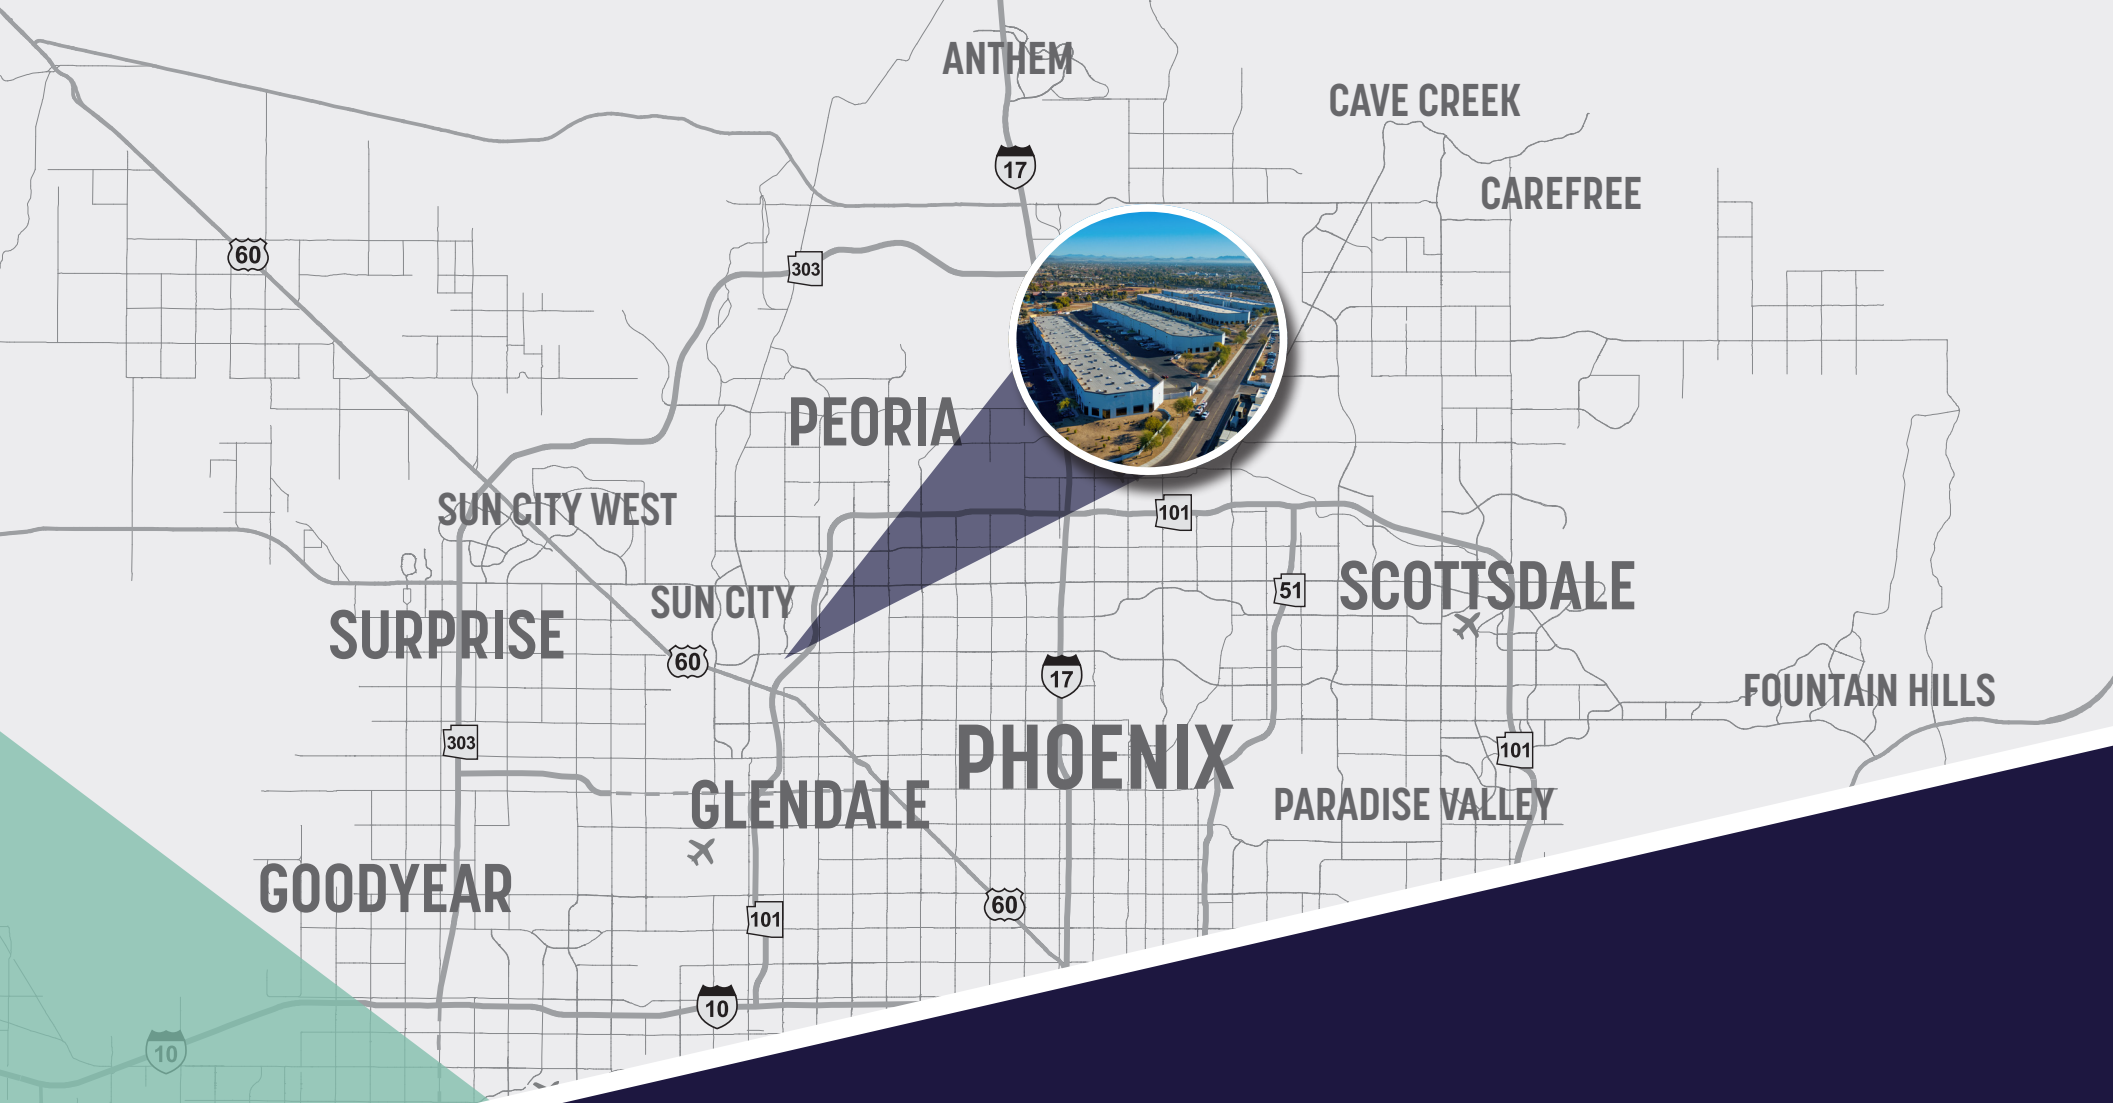 ANTHEM
CAVE CREEK
17
CAREFREE
60
303
PEORIA
SUN CITY WEST
101
SCOTTSDALE
51
SUN CITY
SURPRISE
60
17
FOUNTAIN HILLS
303
PHOENIX
101
GLENDALE
PARADISE VALLEY
GOODYEAR
60
101
10
10